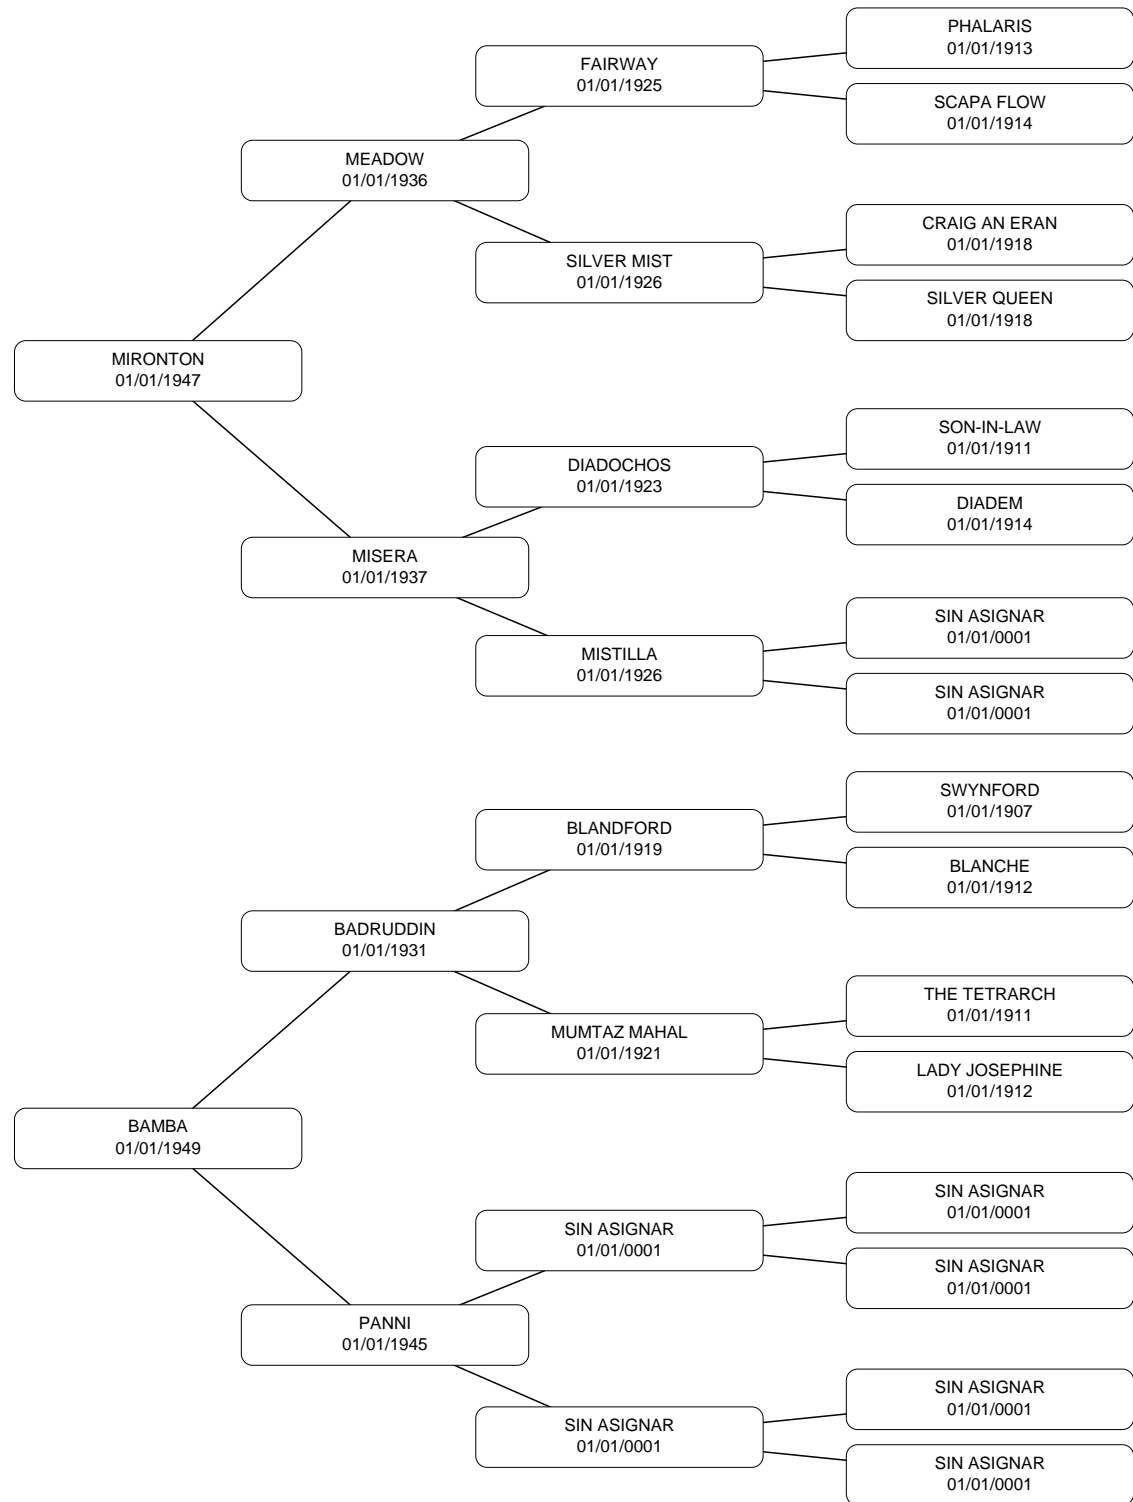 PHALARIS
01/01/1913
FAIRWAY
01/01/1925
SCAPA FLOW
01/01/1914
MEADOW
01/01/1936
CRAIG AN ERAN
01/01/1918
SILVER MIST
01/01/1926
SILVER QUEEN
01/01/1918
MIRONTON
01/01/1947
SON-IN-LAW
01/01/1911
DIADOCHOS
01/01/1923
DIADEM
01/01/1914
MISERA
01/01/1937
SIN ASIGNAR
01/01/0001
MISTILLA
01/01/1926
SIN ASIGNAR
01/01/0001
SWYNFORD
01/01/1907
BLANDFORD
01/01/1919
BLANCHE
01/01/1912
BADRUDDIN
01/01/1931
THE TETRARCH
01/01/1911
MUMTAZ MAHAL
01/01/1921
LADY JOSEPHINE
01/01/1912
BAMBA
01/01/1949
SIN ASIGNAR
01/01/0001
SIN ASIGNAR
01/01/0001
SIN ASIGNAR
01/01/0001
PANNI
01/01/1945
SIN ASIGNAR
01/01/0001
SIN ASIGNAR
01/01/0001
SIN ASIGNAR
01/01/0001